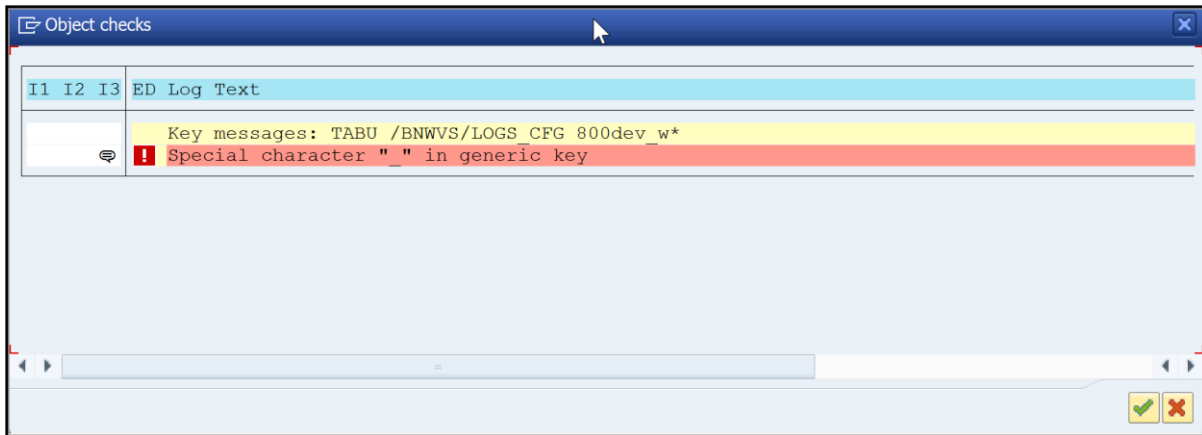 Object checks
I1 I2 I3 ED Log Text
Key messages: TABU /BNWVS/LOGS_CFG 800dev_w*
! Special character "_" in generic key